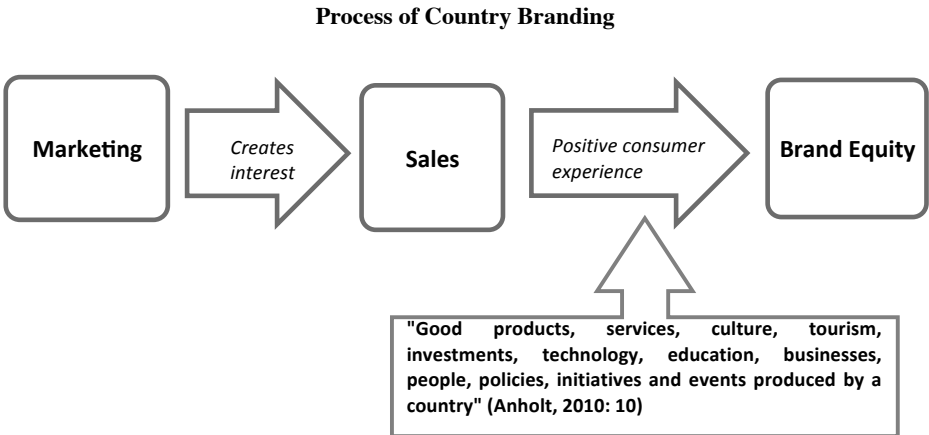 Process of Country Branding
Marketing
Creates
interest
Sales
Positive consumer
experience
Brand Equity
"Good products, services, culture, tourism,
investments, technology, education, businesses,
people, policies, initiatives and events produced by a
country" (Anholt, 2010: 10)